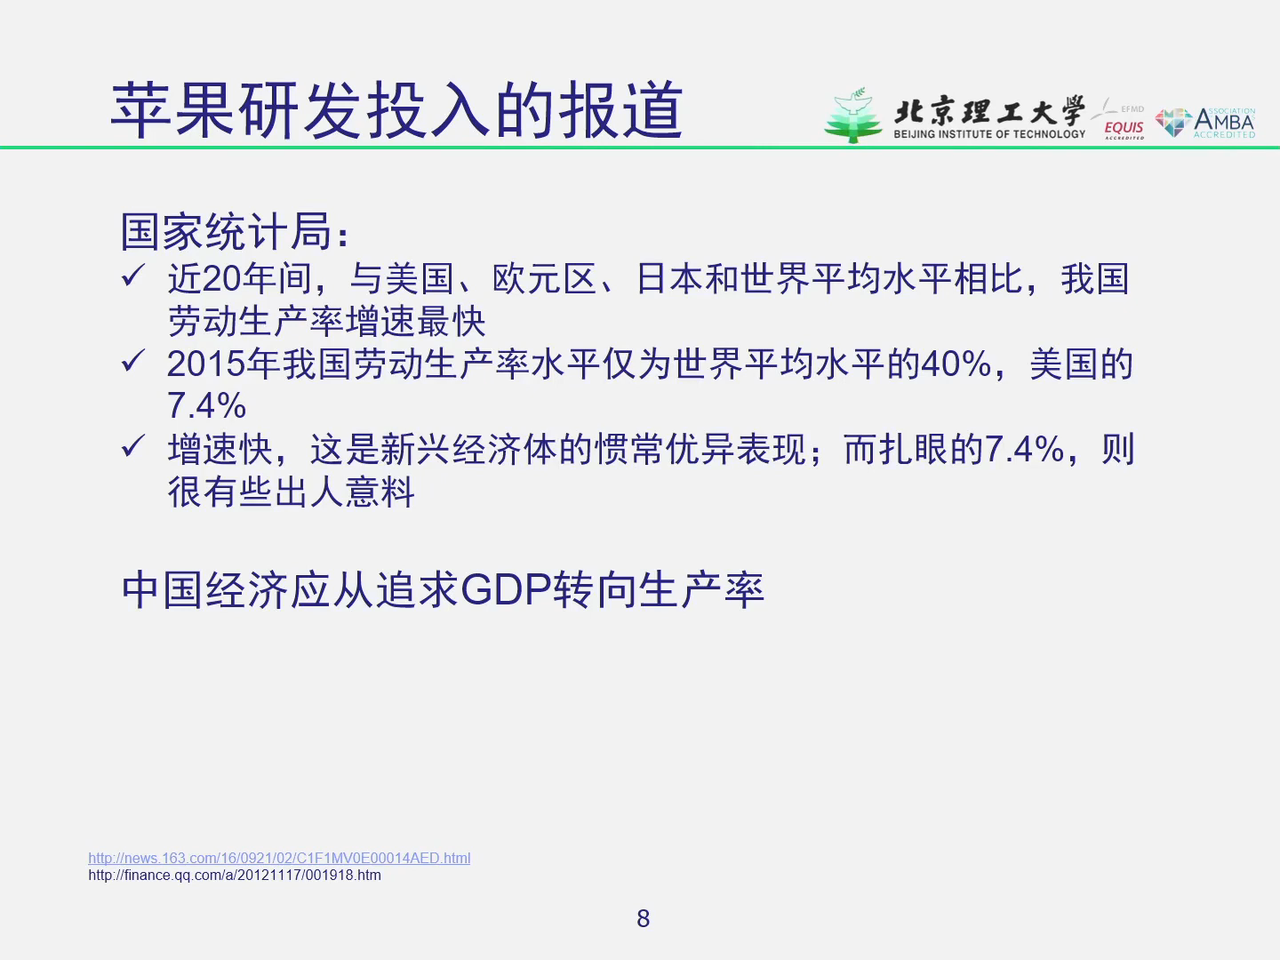 苹果研发投入的报道
北京理工大学
BEIJING INSTITUTE OF TECHNOLOGY
EFMD
EQUIS
ACCREDITED
ASSOCIATION
AMBA
ACCREDITED
国家统计局：
✓ 近20年间，与美国、欧元区、日本和世界平均水平相比，我国
劳动生产率增速最快
✓ 2015年我国劳动生产率水平仅为世界平均水平的40%，美国的
7.4%
✓ 增速快，这是新兴经济体的惯常优异表现；而扎眼的7.4%，则
很有些出人意料
中国经济应从追求GDP转向生产率
http://news.163.com/16/0921/02/C1F1MV0E00014AED.html
http://finance.qq.com/a/20121117/001918.htm
8